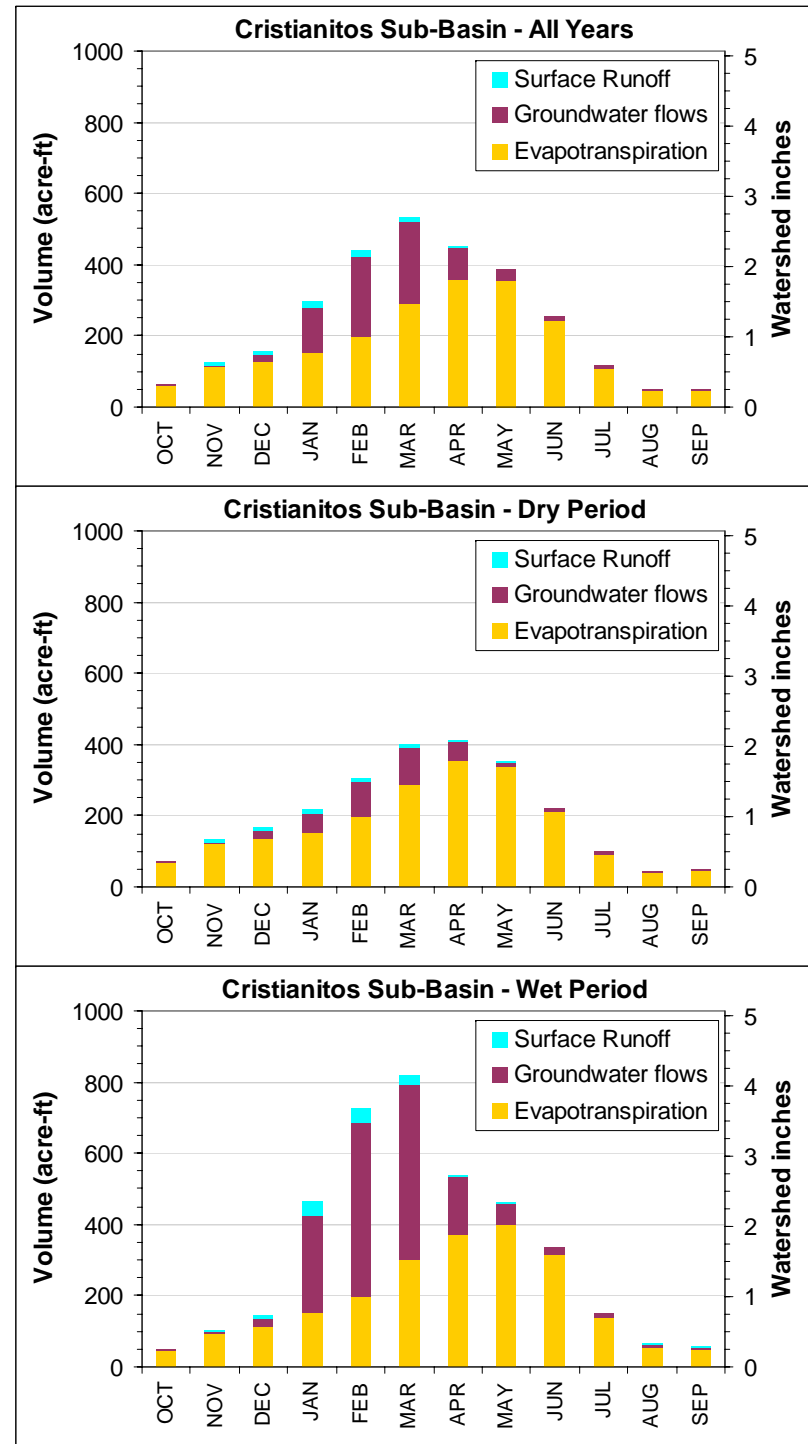 Cristianitos Sub-Basin - All Years
Volume (acre-ft)
1000
800
600
400
200
0
Surface Runoff
Groundwater flows
Evapotranspiration
5
4
3
2
1
0
Watershed inches
OCT NOV DEC JAN FEB MAR APR MAY JUN JUL AUG SEP
Cristianitos Sub-Basin - Dry Period
Volume (acre-ft)
1000
800
600
400
200
0
Surface Runoff
Groundwater flows
Evapotranspiration
5
4
3
2
1
0
Watershed inches
OCT NOV DEC JAN FEB MAR APR MAY JUN JUL AUG SEP
Cristianitos Sub-Basin - Wet Period
Volume (acre-ft)
1000
800
600
400
200
0
Surface Runoff
Groundwater flows
Evapotranspiration
5
4
3
2
1
0
Watershed inches
OCT NOV DEC JAN FEB MAR APR MAY JUN JUL AUG SEP